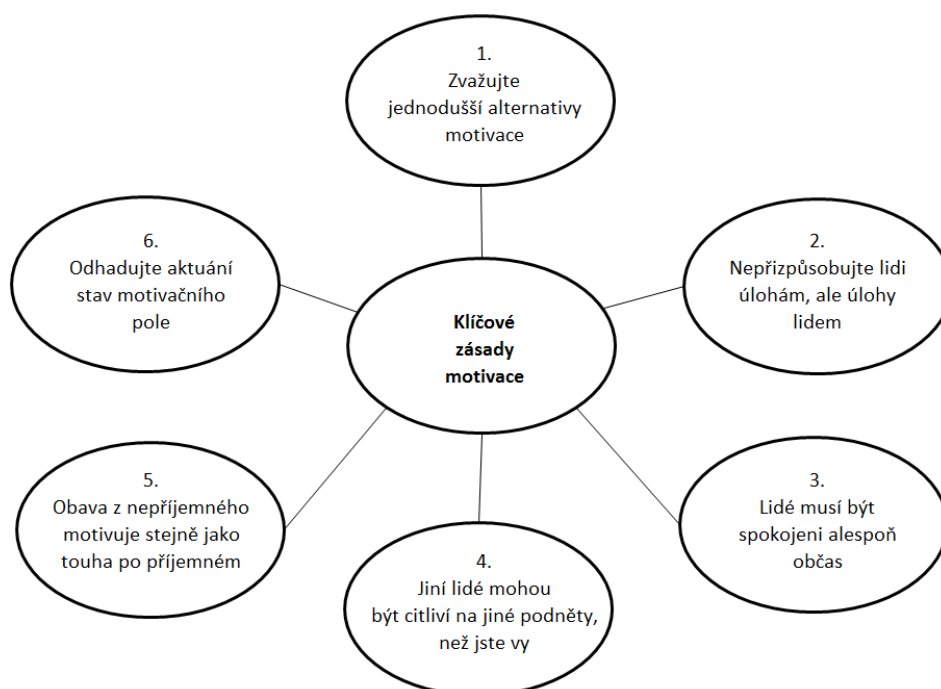 1.
Zvažujte
jednodušší alternativy
motivace
2.
Nepřizpůsobujte lidi
úlohám, ale úlohy
lidem
3.
Lidé musí být
spokojeni alespoň
občas
4.
Jiní lidé mohou
být citliví na jiné podněty,
než jste vy
5.
Obava z nepříjemného
motivuje stejně jako
touha po příjemném
6.
Odhadujte aktuání
stav motivačního
pole
Klíčové
zásady
motivace